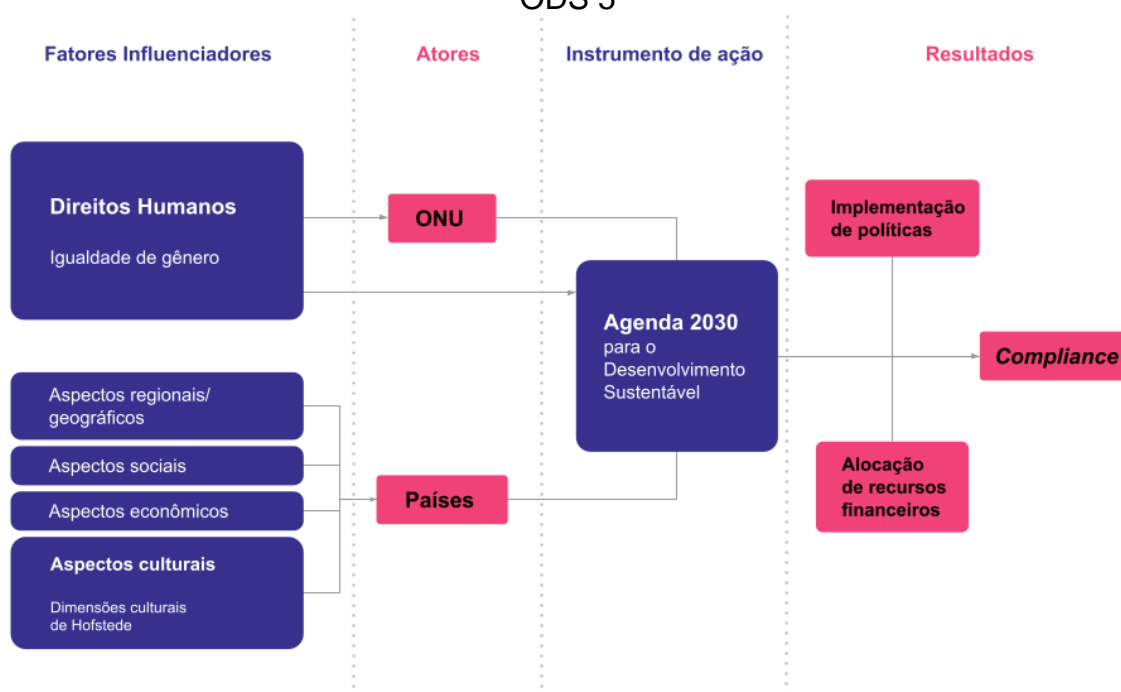 ODS 5
Fatores Influenciadores
Atores
Instrumento de ação
Resultados
Direitos Humanos
Igualdade de gênero
ONU
Implementação
de políticas
Agenda 2030
para o
Desenvolvimento
Sustentável
Compliance
Aspectos regionais/
geográficos
Aspectos sociais
Aspectos econômicos
Aspectos culturais
Dimensões culturais
de Hofstede
Países
Alocação
de recursos
financeiros